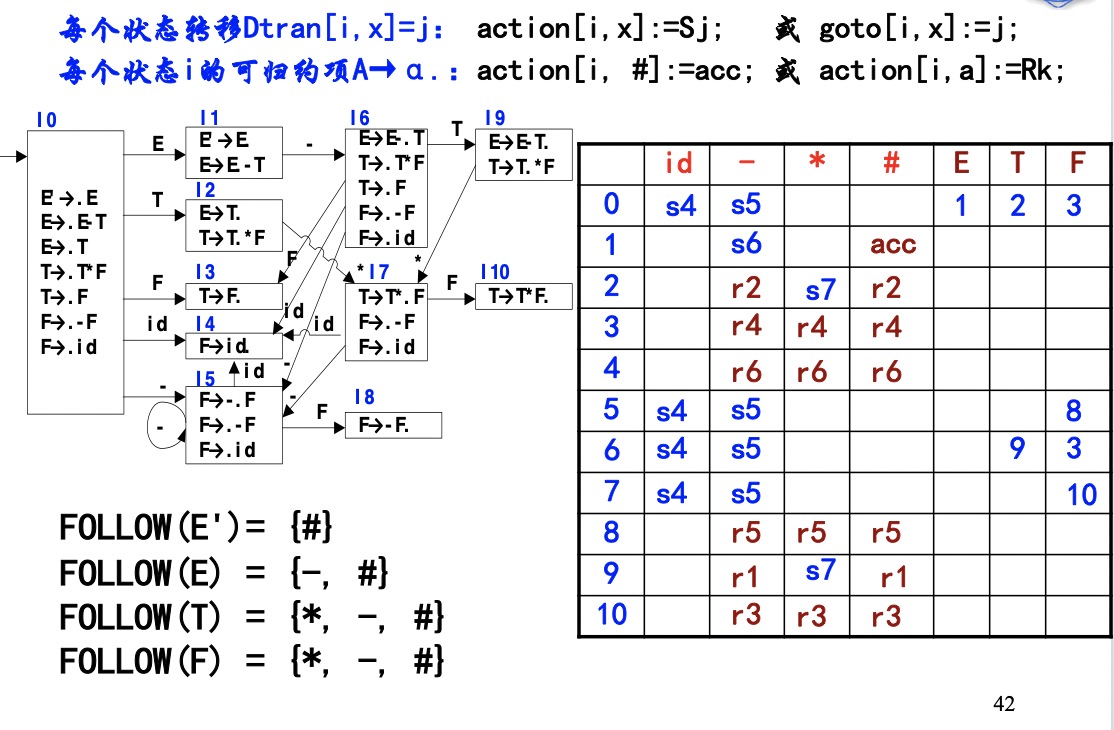 每个状态转移Dtran[i,x]=j： action[i,x]:=Sj; 或 goto[i,x]:=j;
每个状态i的可归约项A→ α.：action[i, #]:=acc; 或 action[i,a]:=Rk;
I0
E'→.E
E→.E-T
E→.T
T→.T*F
T→.F
F→.-F
F→.id
E
T
F
id
-
-
I1
E'→E
E→E-T
-
I2
E→T.
T→T.*F
I3
T→F.
I4
F→id.
id
I5
F→-.F
F→.-F
F→.id
I6
E→E-.T
T→.T*F
T→.F
F→.-F
F→.id
T
F
id
id
-
-
*
*
I7
T→T*.F
F→.-F
F→.id
F
F
I8
F→-F.
I9
E→E-T.
T→T.*F
I10
T→T*F.
id - * # E T F
0 s4 s5 1 2 3
1 s6 acc
2 r2 s7 r2
3 r4 r4 r4
4 r6 r6 r6
5 s4 s5 8
6 s4 s5 9 3
7 s4 s5 10
8 r5 r5 r5
9 r1 s7 r1
10 r3 r3 r3
FOLLOW(E')= {#}
FOLLOW(E) = {-, #}
FOLLOW(T) = {*, -, #}
FOLLOW(F) = {*, -, #}
42